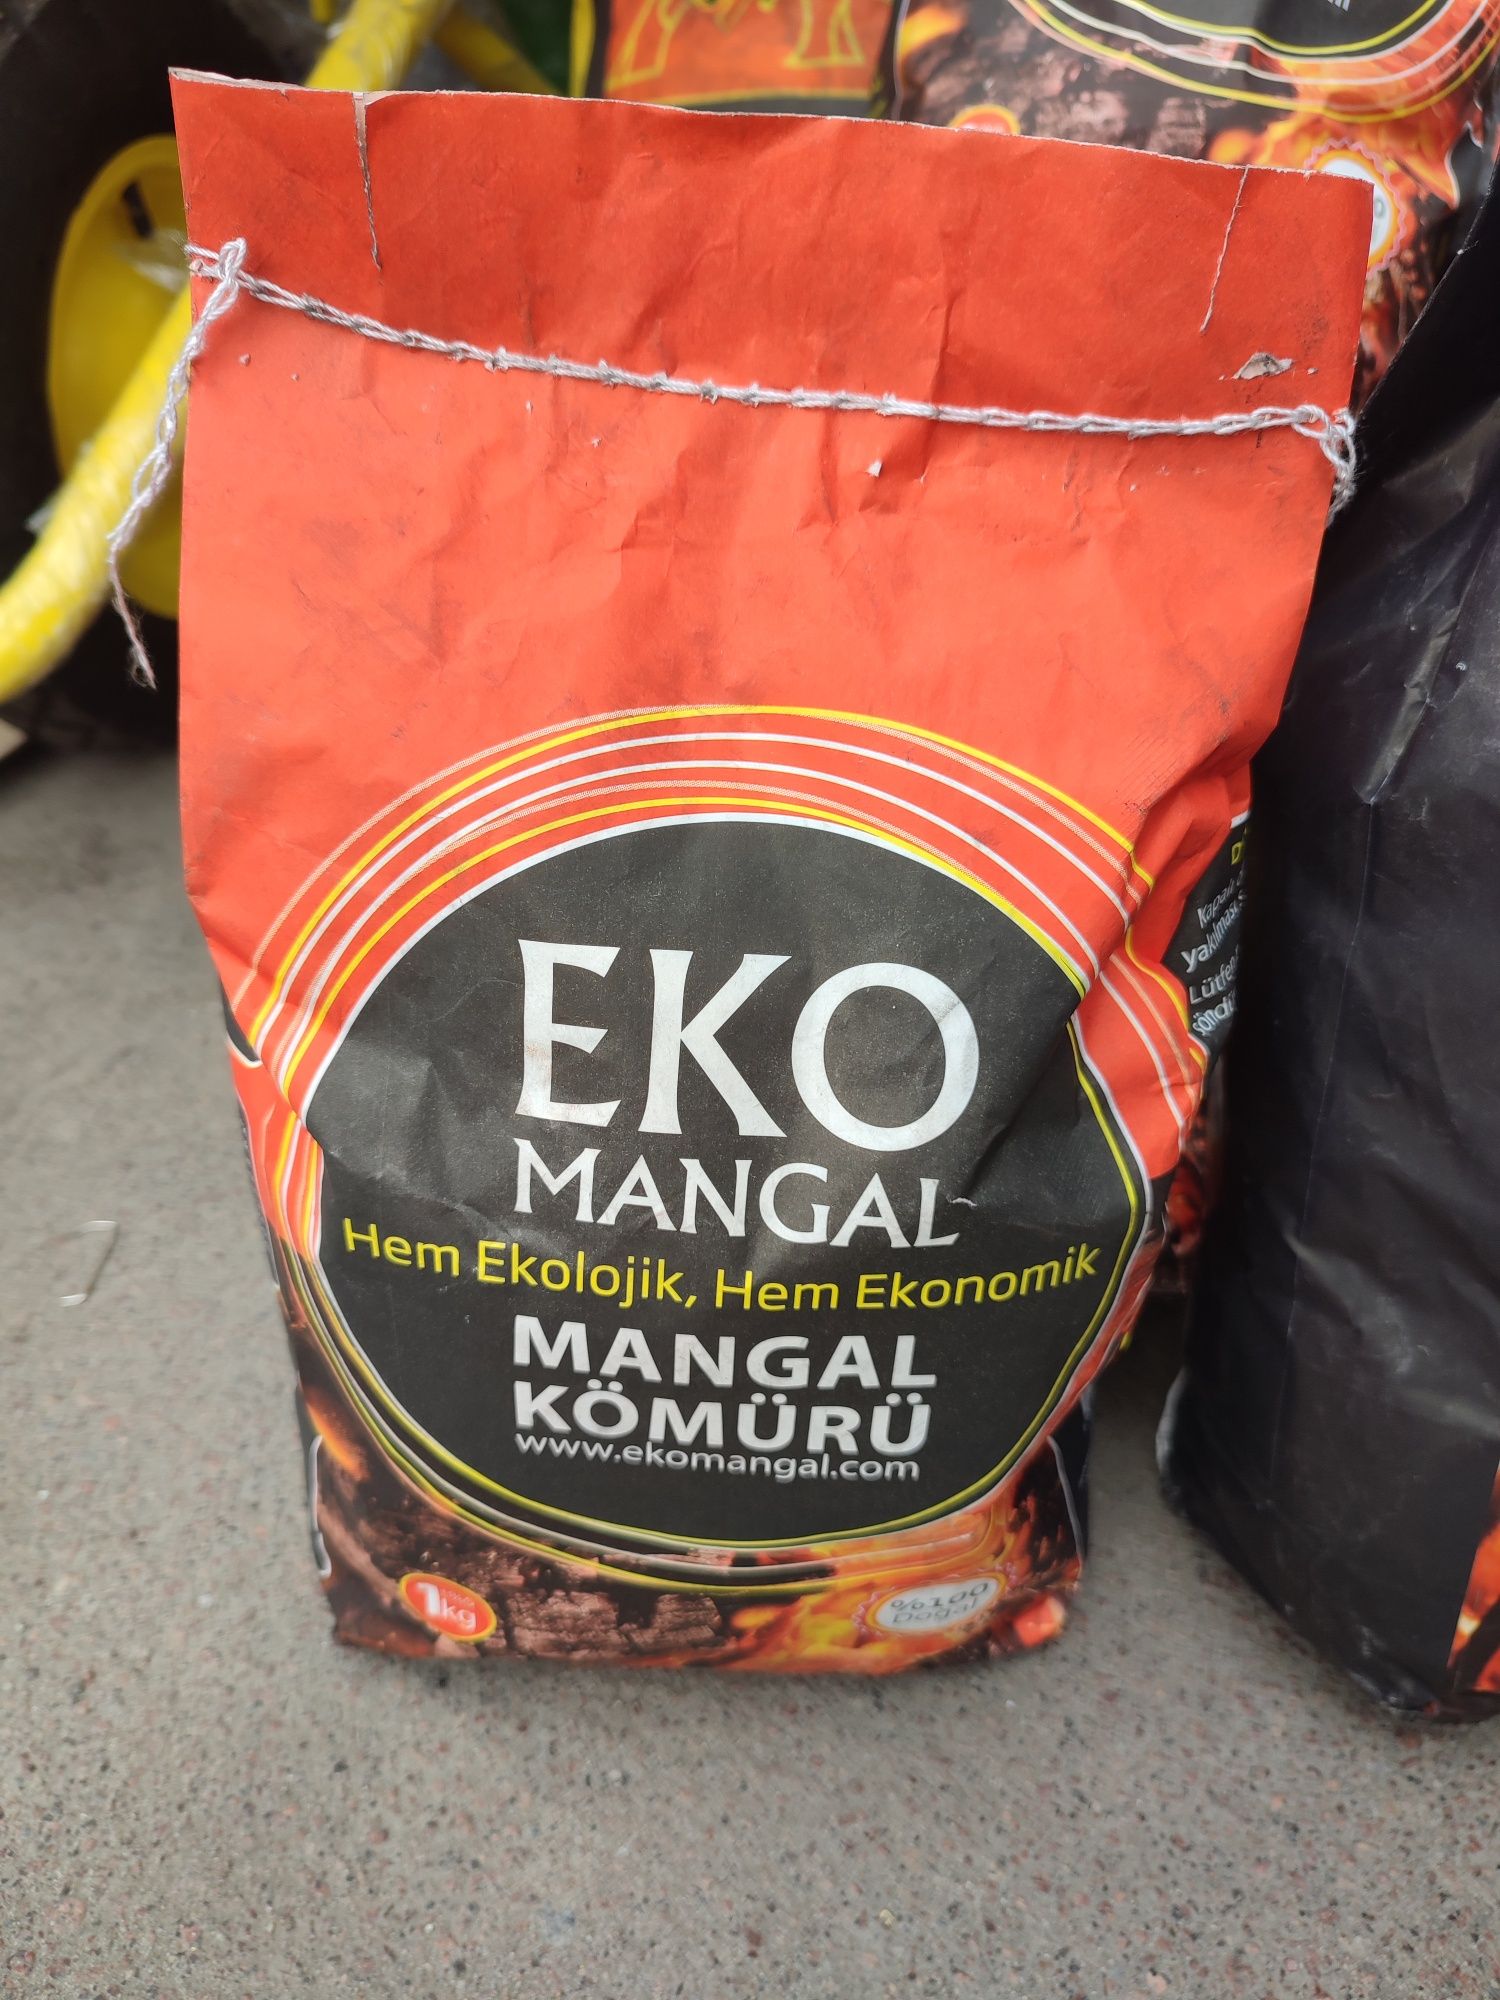 EKO
MANGAL
Hem Ekolojik, Hem Ekonomik
MANGAL
KÖMÜRÜ
www.ekomangal.com
1kg
%100
Doğal